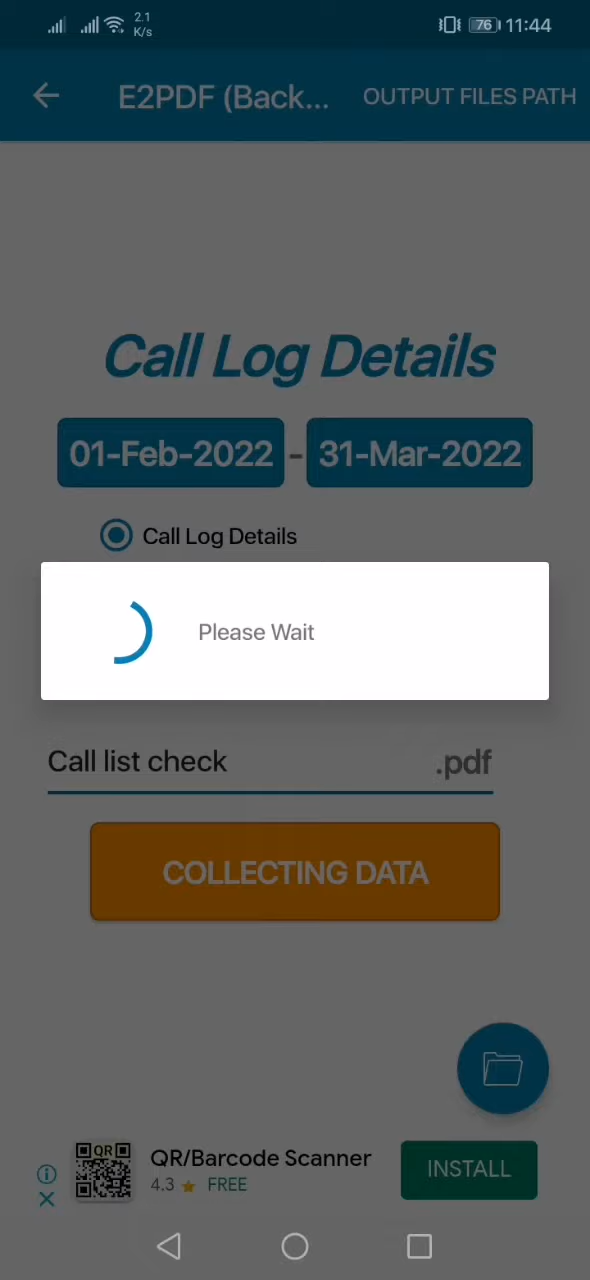 2.1
K/s
76
11:44
E2PDF (Back...
OUTPUT FILES PATH
Call Log Details
01-Feb-2022 - 31-Mar-2022
Call Log Details
Please Wait
Call list check
.pdf
COLLECTING DATA
QR
QR/Barcode Scanner
4.3 ★ FREE
INSTALL